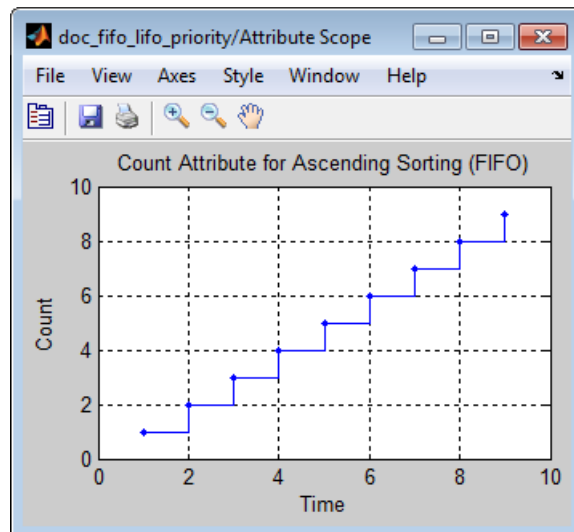 doc_fifo_lifo_priority/Attribute Scope
File View Axes Style Window Help
Count Attribute for Ascending Sorting (FIFO)
10
8
6
4
2
0
Count
0 2 4 6 8 10
Time